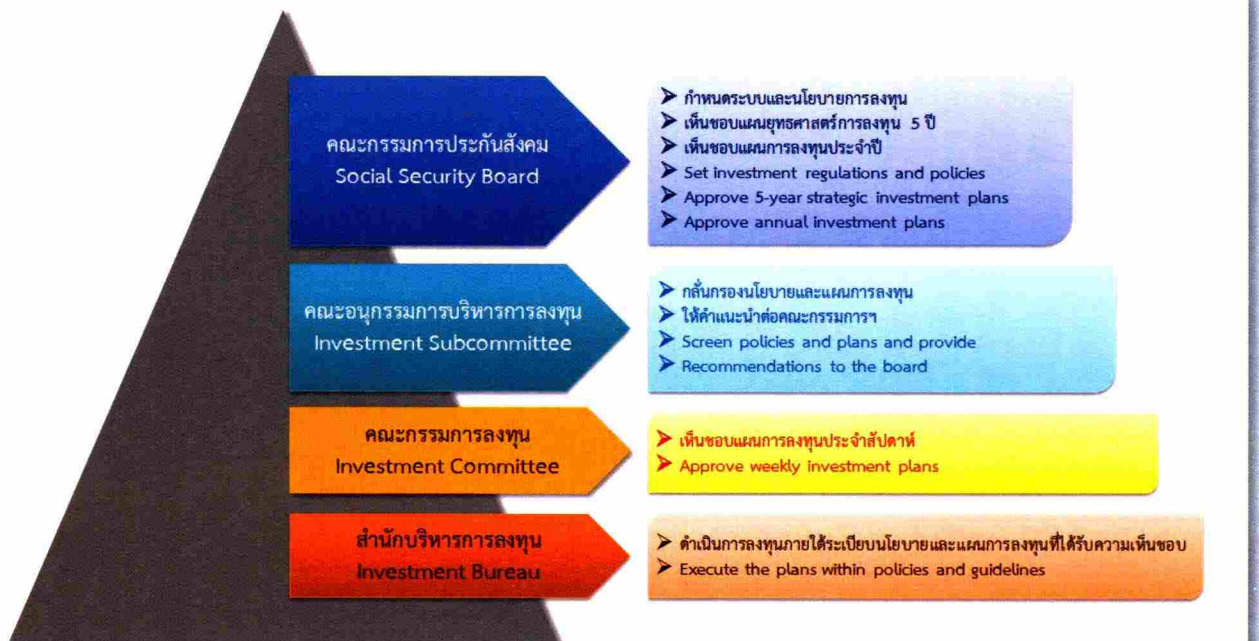 คณะกรรมการประกันสังคม
Social Security Board
➤ กำหนดระบบและนโยบายการลงทุน
➤ เห็นชอบแผนยุทธศาสตร์การลงทุน 5 ปี
➤ เห็นชอบแผนการลงทุนประจำปี
➤ Set investment regulations and policies
➤ Approve 5-year strategic investment plans
➤ Approve annual investment plans
คณะอนุกรรมการบริหารการลงทุน
Investment Subcommittee
➤ กลั่นกรองนโยบายและแผนการลงทุน
➤ ให้คำแนะนำต่อคณะกรรมการฯ
➤ Screen policies and plans and provide
➤ Recommendations to the board
คณะกรรมการลงทุน
Investment Committee
➤ เห็นชอบแผนการลงทุนประจำสัปดาห์
➤ Approve weekly investment plans
สำนักบริหารการลงทุน
Investment Bureau
➤ ดำเนินการลงทุนภายใต้ระเบียบนโยบายและแผนการลงทุนที่ได้รับความเห็นชอบ
➤ Execute the plans within policies and guidelines